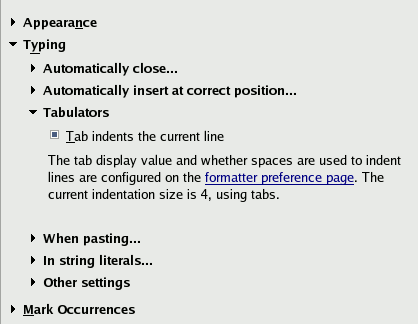 Appearance
Typing
Automatically close...
Automatically insert at correct position...
Tabulators
Tab indents the current line
The tab display value and whether spaces are used to indent
lines are configured on the formatter preference page. The
current indentation size is 4, using tabs.
When pasting...
In string literals...
Other settings
Mark Occurrences